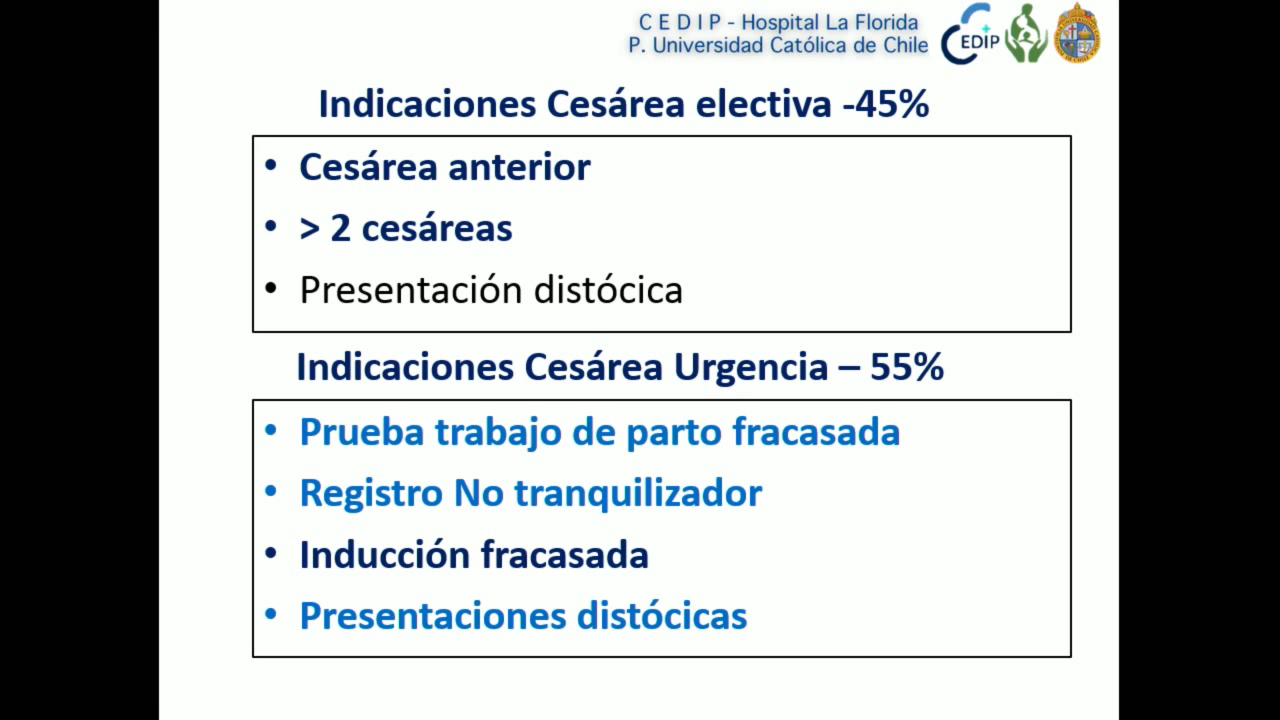 C E D I P - Hospital La Florida
P. Universidad Católica de Chile
CEDIP
Indicaciones Cesárea electiva -45%
• Cesárea anterior
• > 2 cesáreas
• Presentación distócica
Indicaciones Cesárea Urgencia – 55%
• Prueba trabajo de parto fracasada
• Registro No tranquilizador
• Inducción fracasada
• Presentaciones distócicas